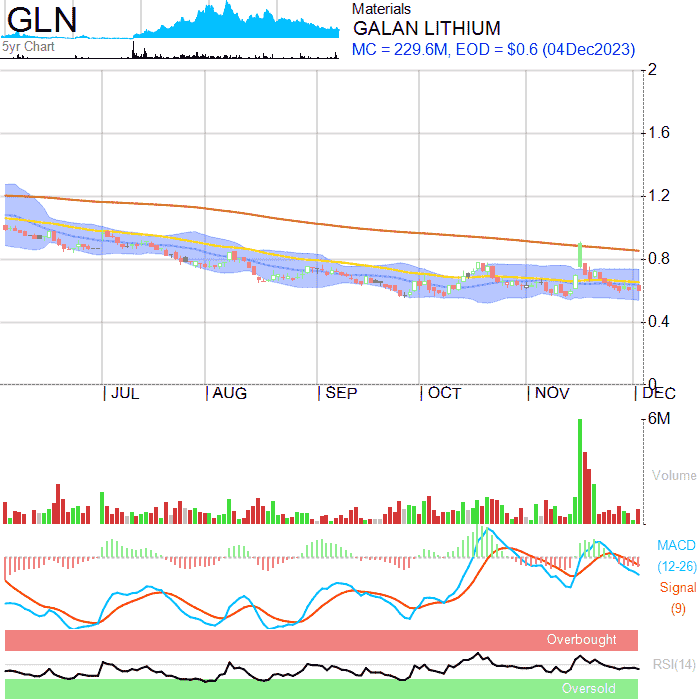 GLN
5yr Chart
Materials
GALAN LITHIUM
MC = 229.6M, EOD = $0.6 (04Dec2023)
2
1.6
1.2
0.8
0.4
0
JUL AUG SEP OCT NOV DEC
6M
Volume
MACD
(12-26)
Signal
(9)
Overbought
RSI(14)
Oversold